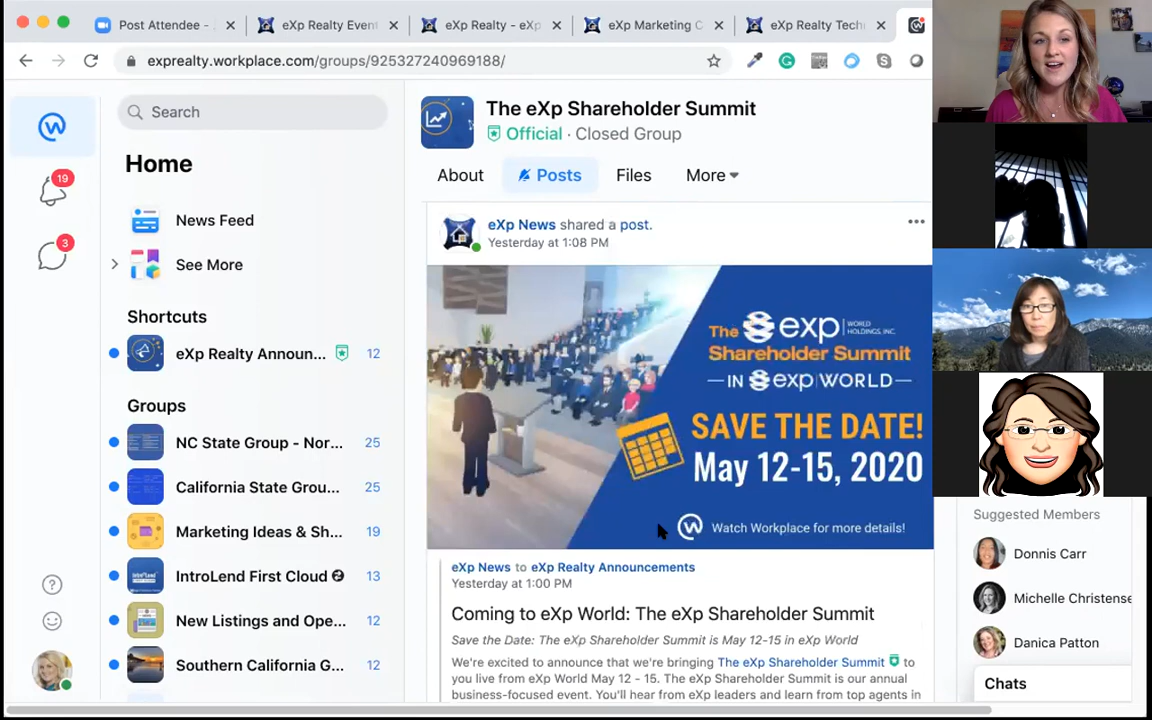 Post Attendee -
eXp Realty Event
eXp Realty - eXp
eXp Marketing C
eXp Realty Tech
exprealty.workplace.com/groups/925327240969188/
Search
Home
19
News Feed
3
See More
Shortcuts
eXp Realty Announ... 12
Groups
NC State Group - Nor... 25
California State Grou... 25
Marketing Ideas & Sh... 19
IntroLend First Cloud 13
New Listings and Ope... 12
Southern California G... 12
The eXp Shareholder Summit
Official · Closed Group
About Posts Files More
eXp News shared a post.
Yesterday at 1:08 PM
The exp WORLD HOLDINGS, INC.
Shareholder Summit
IN exp WORLD
SAVE THE DATE!
May 12-15, 2020
Watch Workplace for more details!
eXp News to eXp Realty Announcements
Yesterday at 1:00 PM
Coming to eXp World: The eXp Shareholder Summit
Save the Date: The eXp Shareholder Summit is May 12-15 in eXp World
We're excited to announce that we're bringing The eXp Shareholder Summit to
you live from eXp World May 12 - 15. The eXp Shareholder Summit is our annual
business-focused event. You'll hear from eXp leaders and learn from top agents in
Suggested Members
Donnis Carr
Michelle Christense
Danica Patton
Chats